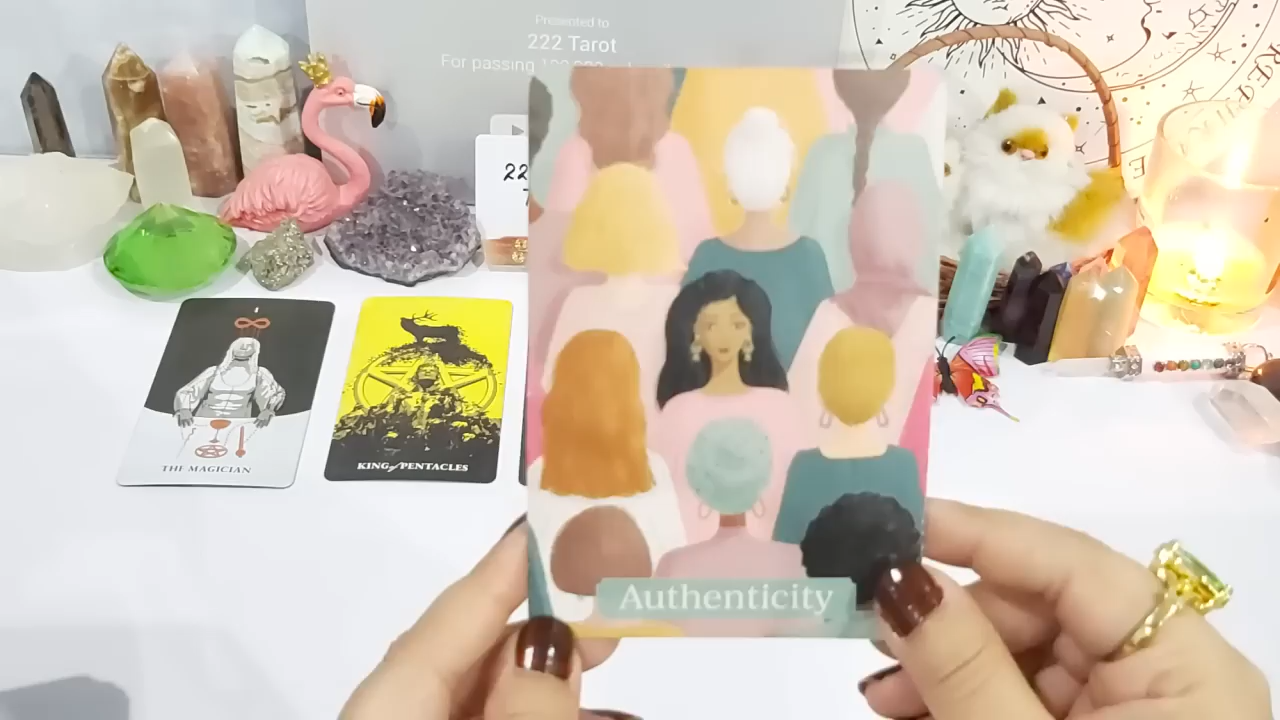 Presented to
222 Tarot
For passing 100,000
22
THE MAGICIAN
KING of PENTACLES
Authenticity